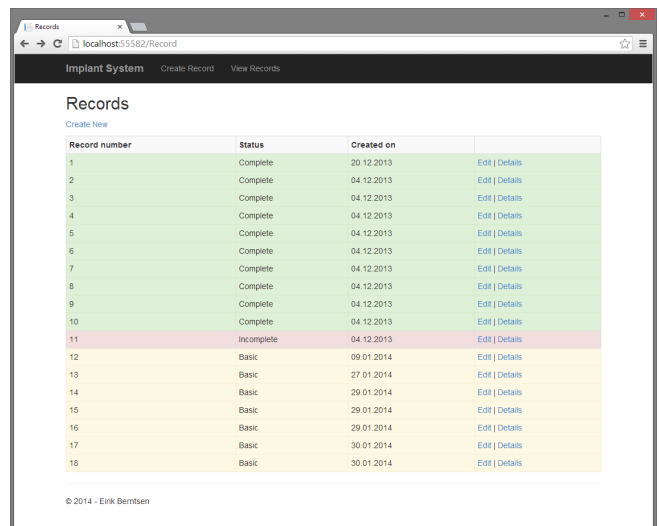 Records
localhost:55582/Record
Implant System Create Record View Records
Records
Create New
Record number Status Created on
1 Complete 20.12.2013 Edit | Details
2 Complete 04.12.2013 Edit | Details
3 Complete 04.12.2013 Edit | Details
4 Complete 04.12.2013 Edit | Details
5 Complete 04.12.2013 Edit | Details
6 Complete 04.12.2013 Edit | Details
7 Complete 04.12.2013 Edit | Details
8 Complete 04.12.2013 Edit | Details
9 Complete 04.12.2013 Edit | Details
10 Complete 04.12.2013 Edit | Details
11 Incomplete 04.12.2013 Edit | Details
12 Basic 09.01.2014 Edit | Details
13 Basic 27.01.2014 Edit | Details
14 Basic 29.01.2014 Edit | Details
15 Basic 29.01.2014 Edit | Details
16 Basic 29.01.2014 Edit | Details
17 Basic 30.01.2014 Edit | Details
18 Basic 30.01.2014 Edit | Details
© 2014 - Eirik Berntsen